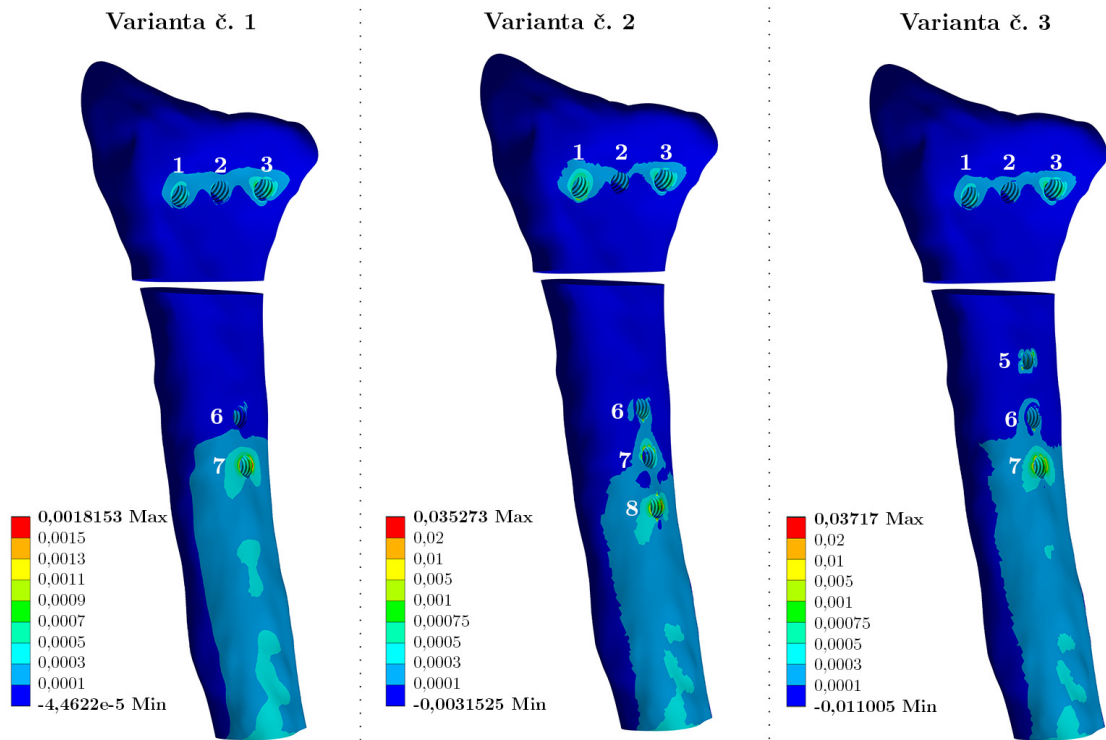 Varianta č. 1
1 2 3
6
7
0,0018153 Max
0,0015
0,0013
0,0011
0,0009
0,0007
0,0005
0,0003
0,0001
-4,4622e-5 Min
Varianta č. 2
1 2 3
6
7
8
0,035273 Max
0,02
0,01
0,005
0,001
0,00075
0,0005
0,0003
0,0001
-0,0031525 Min
Varianta č. 3
1 2 3
5
6
7
0,03717 Max
0,02
0,01
0,005
0,001
0,00075
0,0005
0,0003
0,0001
-0,011005 Min